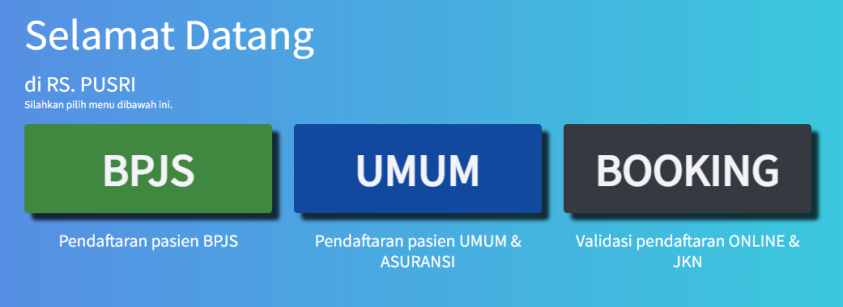 Selamat Datang
di RS. PUSRI
Silahkan pilih menu dibawah ini.
BPJS
Pendaftaran pasien BPJS
UMUM
Pendaftaran pasien UMUM &
ASURANSI
BOOKING
Validasi pendaftaran ONLINE &
JKN